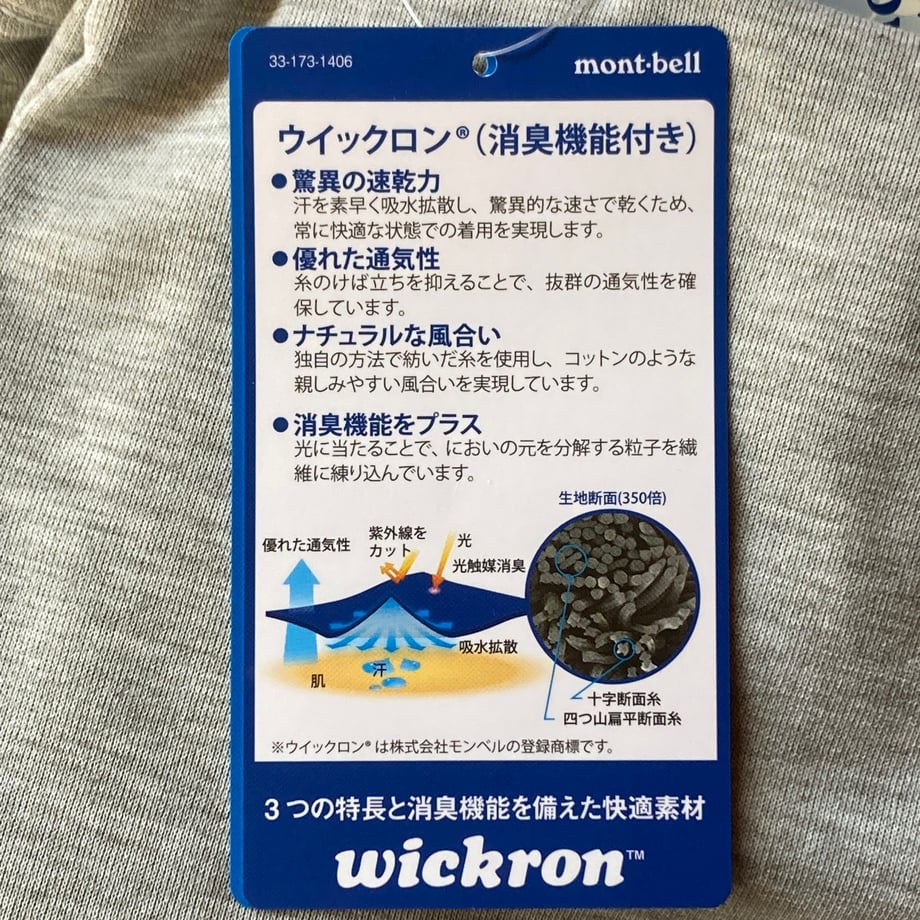 33-173-1406
mont-bell
ウイックロン®(消臭機能付き)
●驚異の速乾力
汗を素早く吸水拡散し、驚異的な速さで乾くため、
常に快適な状態での着用を実現します。
●優れた通気性
糸のけば立ちを抑えることで、抜群の通気性を確
保しています。
●ナチュラルな風合い
独自の方法で紡いだ糸を使用し、コットンのような
親しみやすい風合いを実現しています。
●消臭機能をプラス
光に当たることで、においの元を分解する粒子を繊
維に練り込んでいます。
生地断面(350倍)
優れた通気性
紫外線を
カット
光
光触媒消臭
吸水拡散
汗
肌
十字断面糸
四つ山扁平断面糸
※ウイックロン®は株式会社モンベルの登録商標です。
3つの特長と消臭機能を備えた快適素材
wickron™